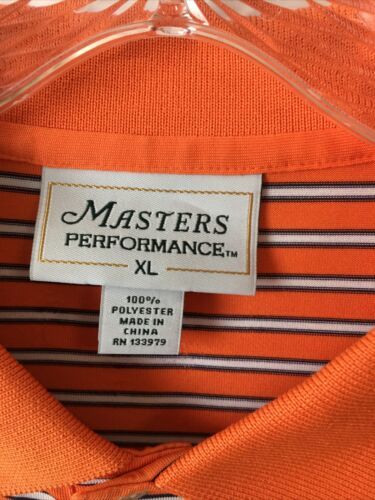 MASTERS
PERFORMANCE™
XL
100%
POLYESTER
MADE IN
CHINA
RN 133979